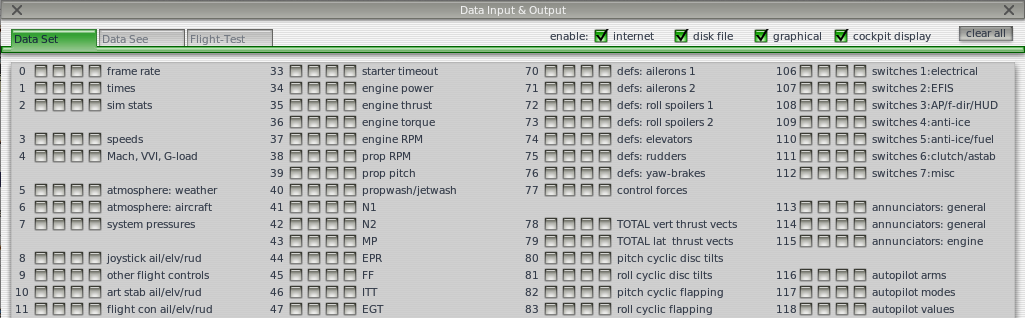 Data Input & Output
Data Set Data See Flight-Test enable: internet disk file graphical cockpit display clear all
0 frame rate 33 starter timeout 70 defs: ailerons 1 106 switches 1:electrical
1 times 34 engine power 71 defs: ailerons 2 107 switches 2:EFIS
2 sim stats 35 engine thrust 72 defs: roll spoilers 1 108 switches 3:AP/f-dir/HUD
36 engine torque 73 defs: roll spoilers 2 109 switches 4:anti-ice
3 speeds 37 engine RPM 74 defs: elevators 110 switches 5:anti-ice/fuel
4 Mach, VVI, G-load 38 prop RPM 75 defs: rudders 111 switches 6:clutch/astab
39 prop pitch 76 defs: yaw-brakes 112 switches 7:misc
5 atmosphere: weather 40 propwash/jetwash 77 control forces
6 atmosphere: aircraft 41 N1 113 annunciators: general
7 system pressures 42 N2 78 TOTAL vert thrust vects 114 annunciators: general
43 MP 79 TOTAL lat thrust vects 115 annunciators: engine
8 joystick ail/elv/rud 44 EPR 80 pitch cyclic disc tilts
9 other flight controls 45 FF 81 roll cyclic disc tilts 116 autopilot arms
10 art stab ail/elv/rud 46 ITT 82 pitch cyclic flapping 117 autopilot modes
11 flight con ail/elv/rud 47 EGT 83 roll cyclic flapping 118 autopilot values